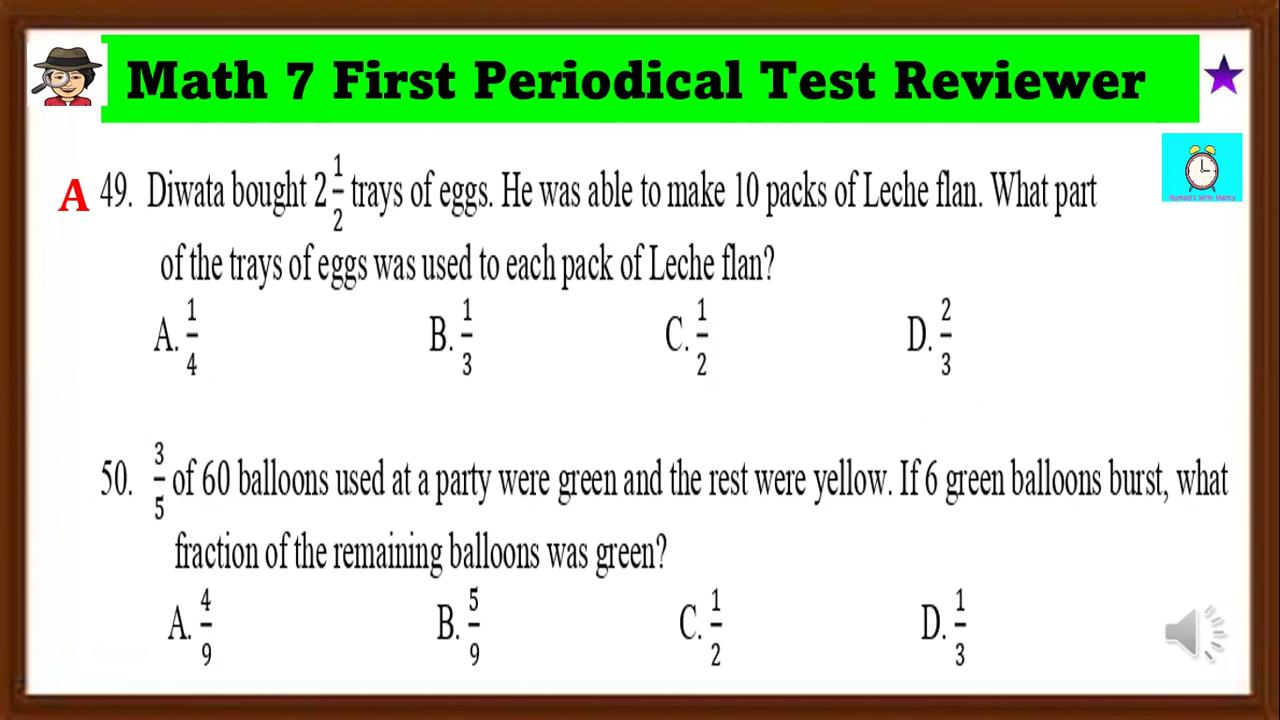 Math 7 First Periodical Test Reviewer
Moments With Mercy
A 49. Diwata bought 2 1/2 trays of eggs. He was able to make 10 packs of Leche flan. What part
of the trays of eggs was used to each pack of Leche flan?
A. 1/4 B. 1/3 C. 1/2 D. 2/3
50. 3/5 of 60 balloons used at a party were green and the rest were yellow. If 6 green balloons burst, what
fraction of the remaining balloons was green?
A. 4/9 B. 5/9 C. 1/2 D. 1/3